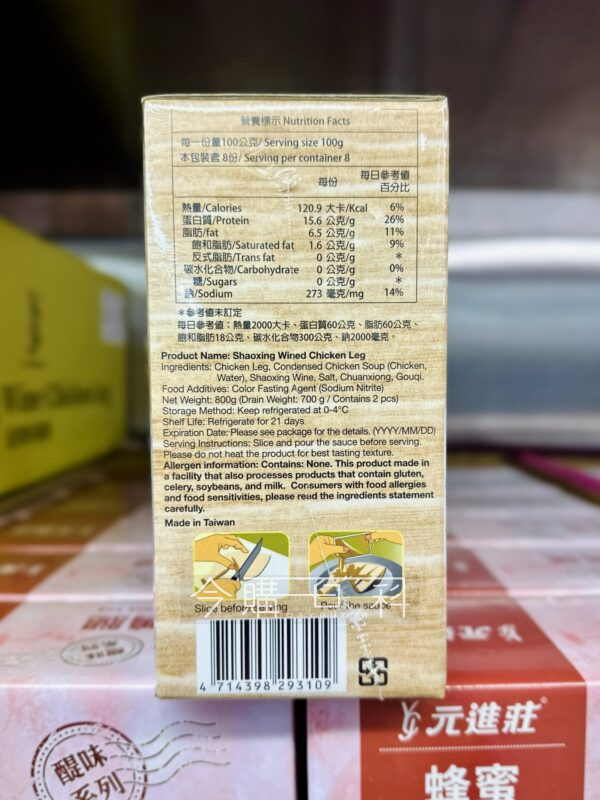 營養標示 Nutrition Facts
每一份量100公克/ Serving size 100g
本包裝含 8份/ Serving per container 8
每份 每日參考值百分比
熱量/Calories 120.9 大卡/Kcal 6%
蛋白質/Protein 15.6 公克/g 26%
脂肪/fat 6.5 公克/g 11%
飽和脂肪/Saturated fat 1.6 公克/g 9%
反式脂肪/Trans fat 0 公克/g *
碳水化合物/Carbohydrate 0 公克/g 0%
糖/Sugars 0 公克/g *
鈉/Sodium 273 毫克/mg 14%
*參考值未訂定
每日參考值：熱量2000大卡、蛋白質60公克、脂肪60公克、
飽和脂肪18公克、碳水化合物300公克、鈉2000毫克。
Product Name: Shaoxing Wined Chicken Leg
Ingredients: Chicken Leg, Condensed Chicken Soup (Chicken,
Water), Shaoxing Wine, Salt, Chuanxiong, Gouqi.
Food Additives: Color Fasting Agent (Sodium Nitrite)
Net Weight: 800g (Drain Weight: 700 g / Contains 2 pcs)
Storage Method: Keep refrigerated at 0-4°C
Shelf Life: Refrigerate for 21 days
Expiration Date: Please see package for the details. (YYYY/MM/DD)
Serving Instructions: Slice and pour the sauce before serving.
Please do not heat the product for best tasting texture.
Allergen information: Contains: None. This product made in
a facility that also processes products that contain gluten,
celery, soybeans, and milk. Consumers with food allergies
and food sensitivities, please read the ingredients statement
carefully.
Made in Taiwan
Slice before serving
Pour the sauce
4 714398 293109
元進莊
蜂蜜
醍味
系列